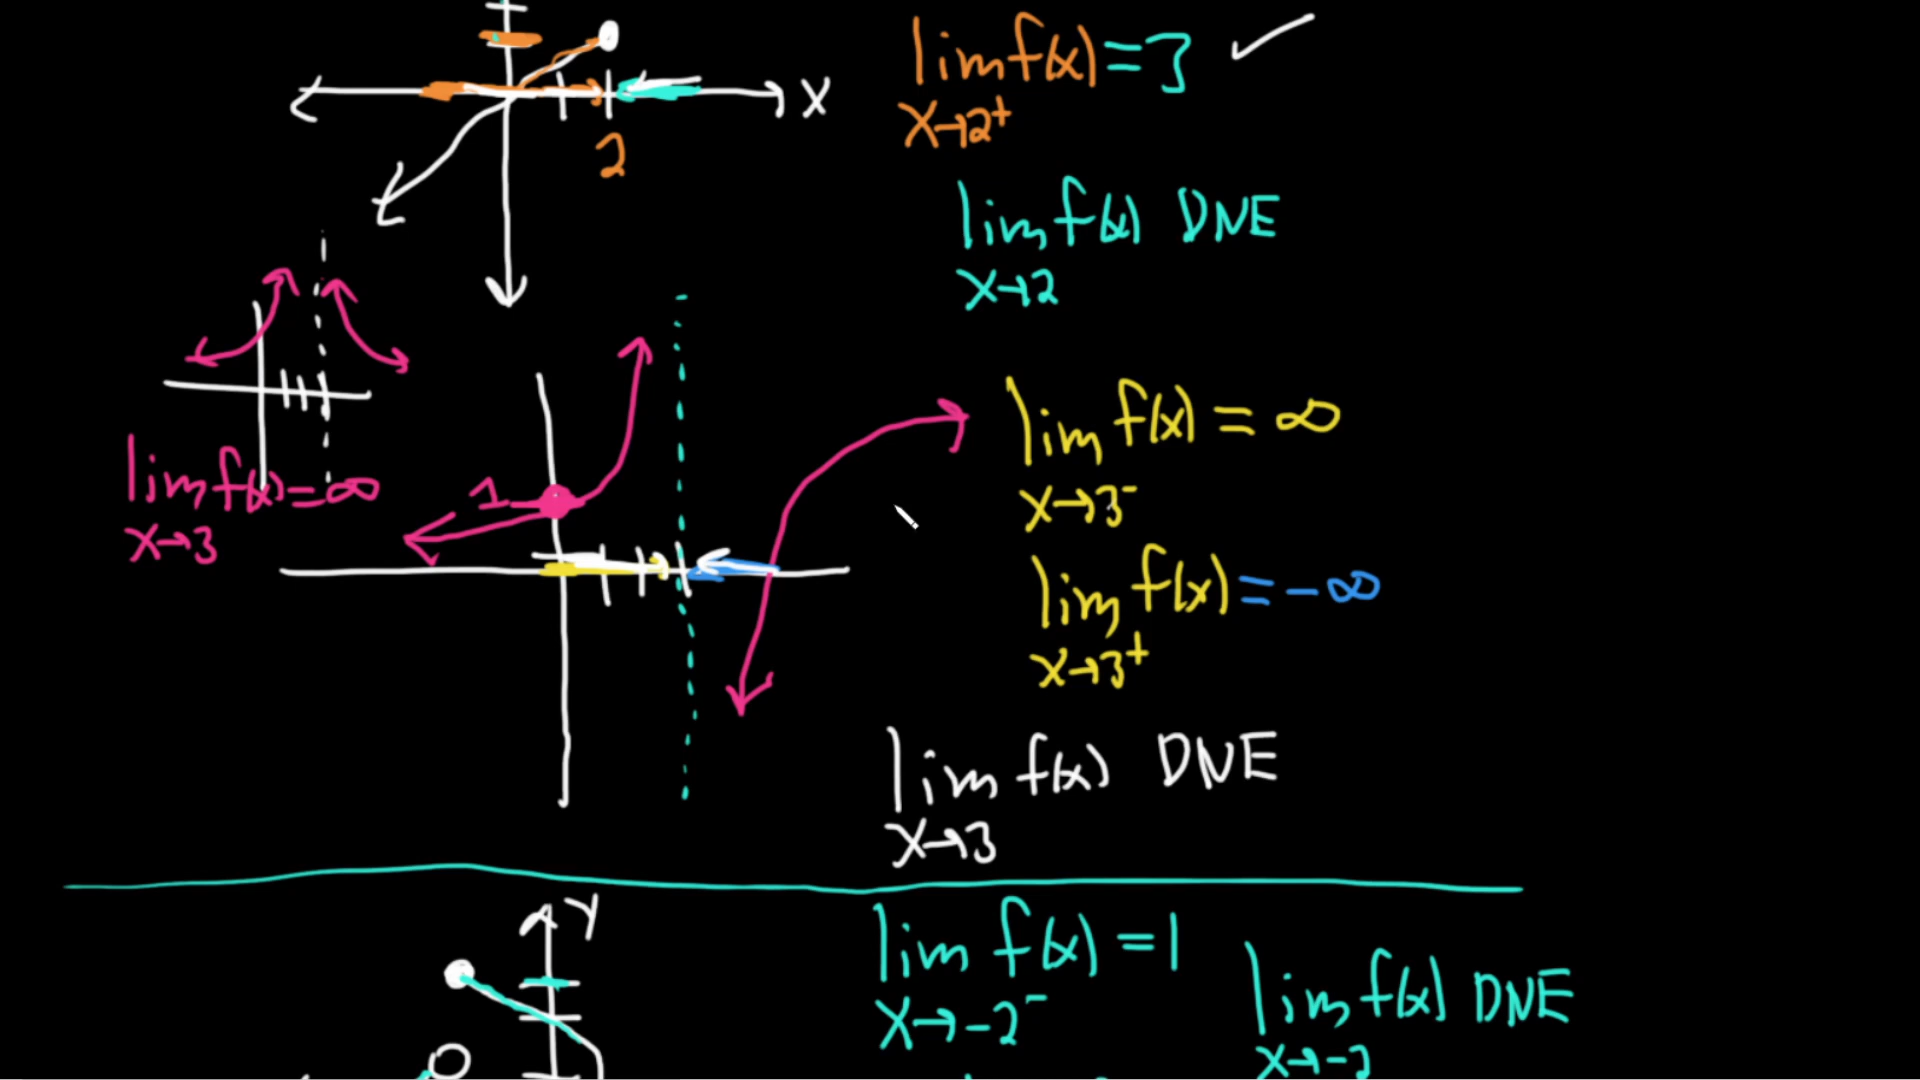 lim f(x) = 3
x→2⁺
x
2
lim f(x) DNE
x→2
lim f(x) = ∞
x→3⁻
lim f(x) = ∞
x→3
1
lim f(x) = -∞
x→3⁺
lim f(x) DNE
x→3
y
lim f(x) = 1
x→-2⁻
lim f(x) DNE
x→-2